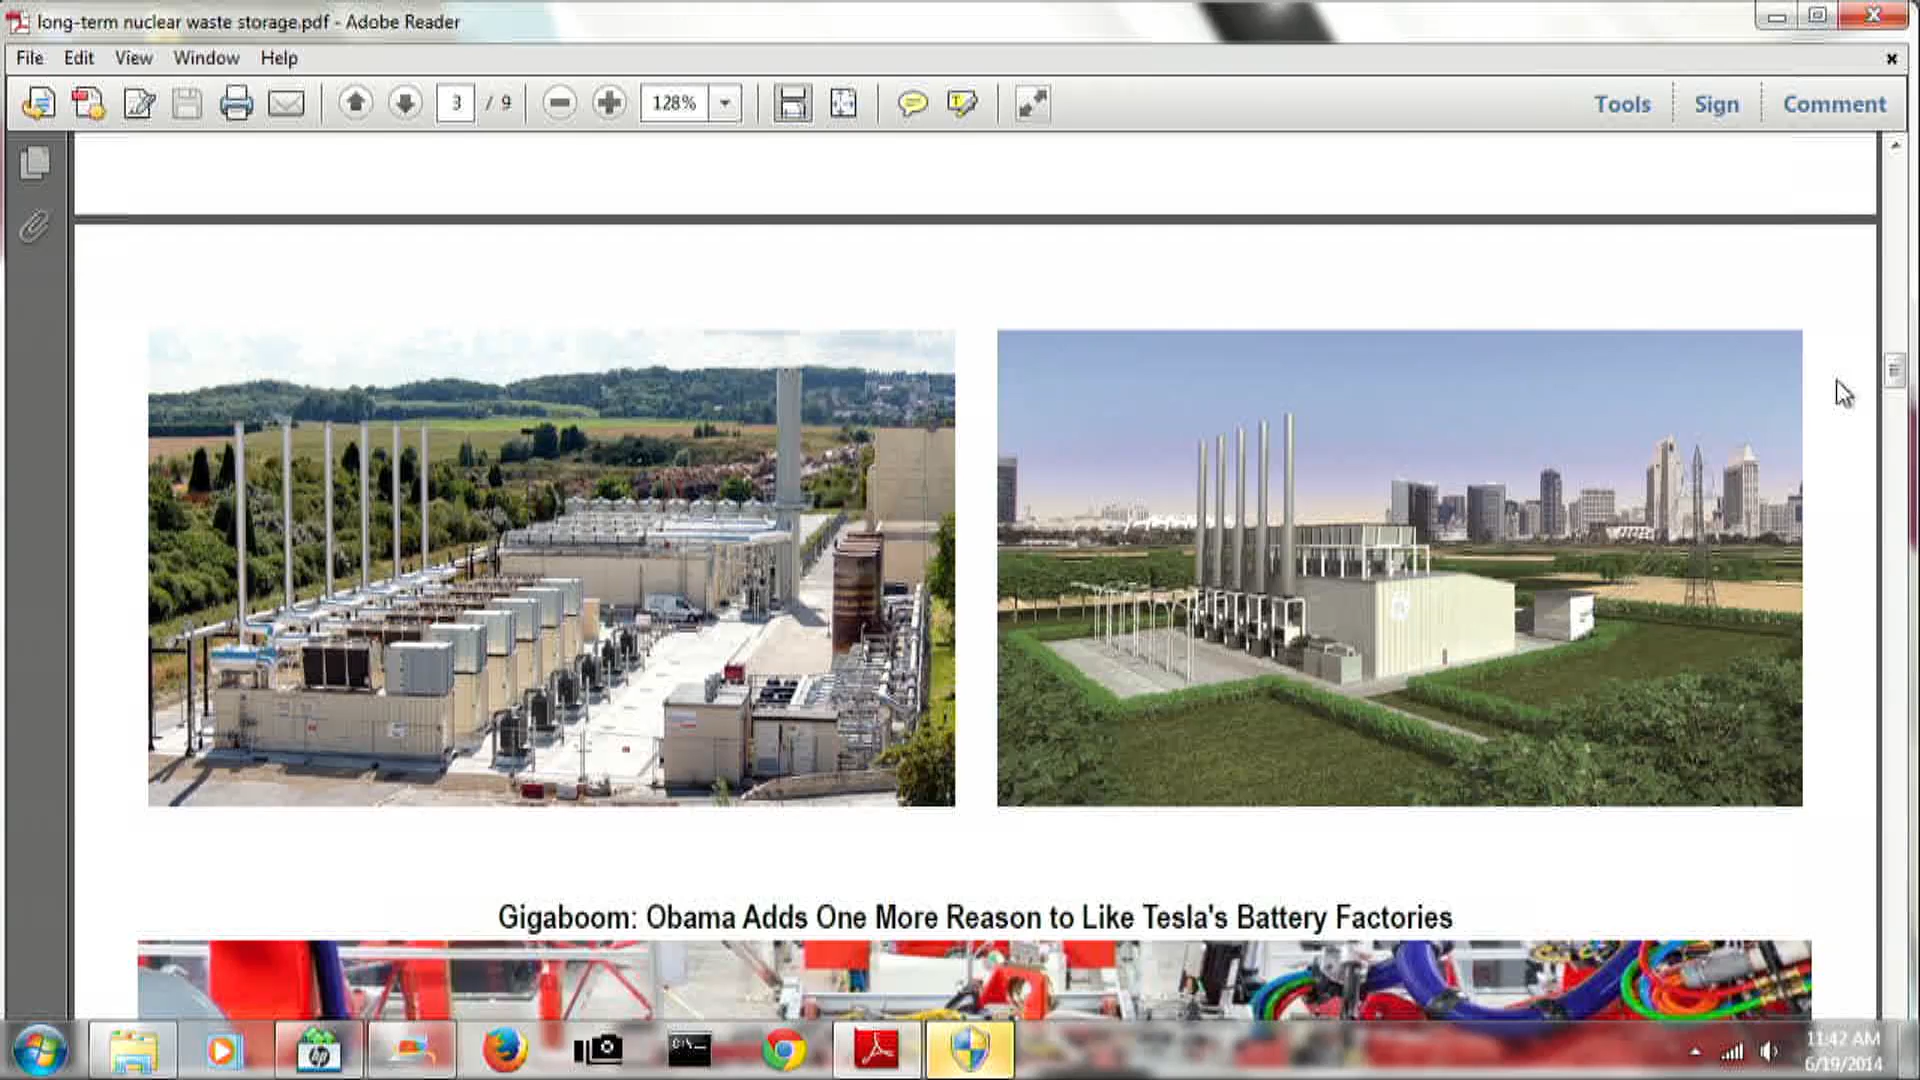 long-term nuclear waste storage.pdf - Adobe Reader
File Edit View Window Help
3 / 9 128% Tools Sign Comment
Gigaboom: Obama Adds One More Reason to Like Tesla's Battery Factories
11:42 AM
6/19/2014